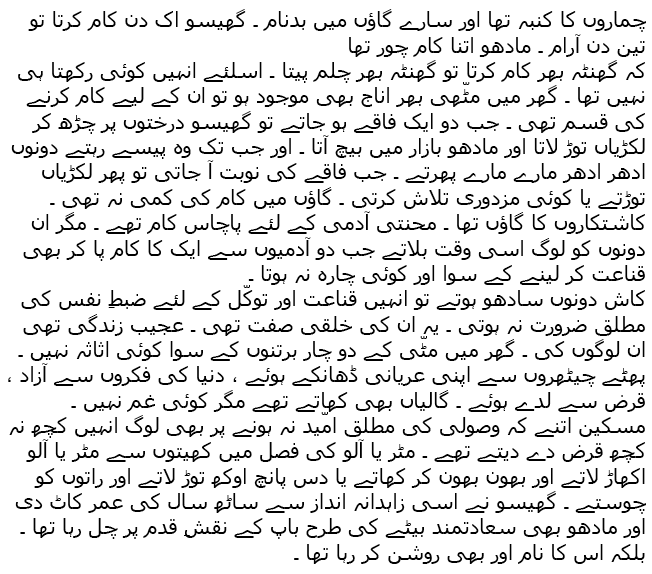 چماروں کا کنبہ تھا اور سارے گاؤں میں بدنام ۔ گھیسو اک دن کام کرتا تو
تین دن آرام ۔ مادھو اتنا کام چور تھا
کہ گھنٹہ بھر کام کرتا تو گھنٹہ بھر چلم پیتا ۔ اسلئے انہیں کوئی رکھتا ہی
نہیں تھا ۔ گھر میں مٹّھی بھر اناج بھی موجود ہو تو ان کے لیے کام کرنے
کی قسم تھی ۔ جب دو ایک فاقے ہو جاتے تو گھیسو درختوں پر چڑھ کر
لکڑیاں توڑ لاتا اور مادھو بازار میں بیچ آتا ۔ اور جب تک وہ پیسے رہتے دونوں
ادھر ادھر مارے مارے پھرتے ۔ جب فاقے کی نوبت آ جاتی تو پھر لکڑیاں
توڑتے یا کوئی مزدوری تلاش کرتی ۔ گاؤں میں کام کی کمی نہ تھی ۔
کاشتکاروں کا گاؤں تھا ۔ محنتی آدمی کے لئے پاچاس کام تھے ۔ مگر ان
دونوں کو لوگ اسی وقت بلاتے جب دو آدمیوں سے ایک کا کام پا کر بھی
قناعت کر لینے کے سوا اور کوئی چارہ نہ ہوتا ۔
کاش دونوں سادھو ہوتے تو انہیں قناعت اور توکّل کے لئے ضبطِ نفس کی
مطلق ضرورت نہ ہوتی ۔ یہ ان کی خلقی صفت تھی ۔ عجیب زندگی تھی
ان لوگوں کی ۔ گھر میں مٹّی کے دو چار برتنوں کے سوا کوئی اثاثہ نہیں ۔
پھٹے چیتھڑوں سے اپنی عریانی ڈھانکے ہوئے ، دنیا کی فکروں سے آزاد ،
قرض سے لدے ہوئے ۔ گالیاں بھی کھاتے تھے مگر کوئی غم نہیں ۔
مسکین اتنے کہ وصولی کی مطلق امّید نہ ہونے پر بھی لوگ انہیں کچھ نہ
کچھ قرض دے دیتے تھے ۔ مٹر یا آلو کی فصل میں کھیتوں سے مٹر یا آلو
اکھاڑ لاتے اور بھون بھون کر کھاتے یا دس پانچ اوکھ توڑ لاتے اور راتوں کو
چوستے ۔ گھیسو نے اسی زاہدانہ انداز سے ساٹھ سال کی عمر کاٹ دی
اور مادھو بھی سعادتمند بیٹے کی طرح باپ کے نقشِ قدم پر چل رہا تھا ۔
بلکہ اس کا نام اور بھی روشن کر رہا تھا ۔